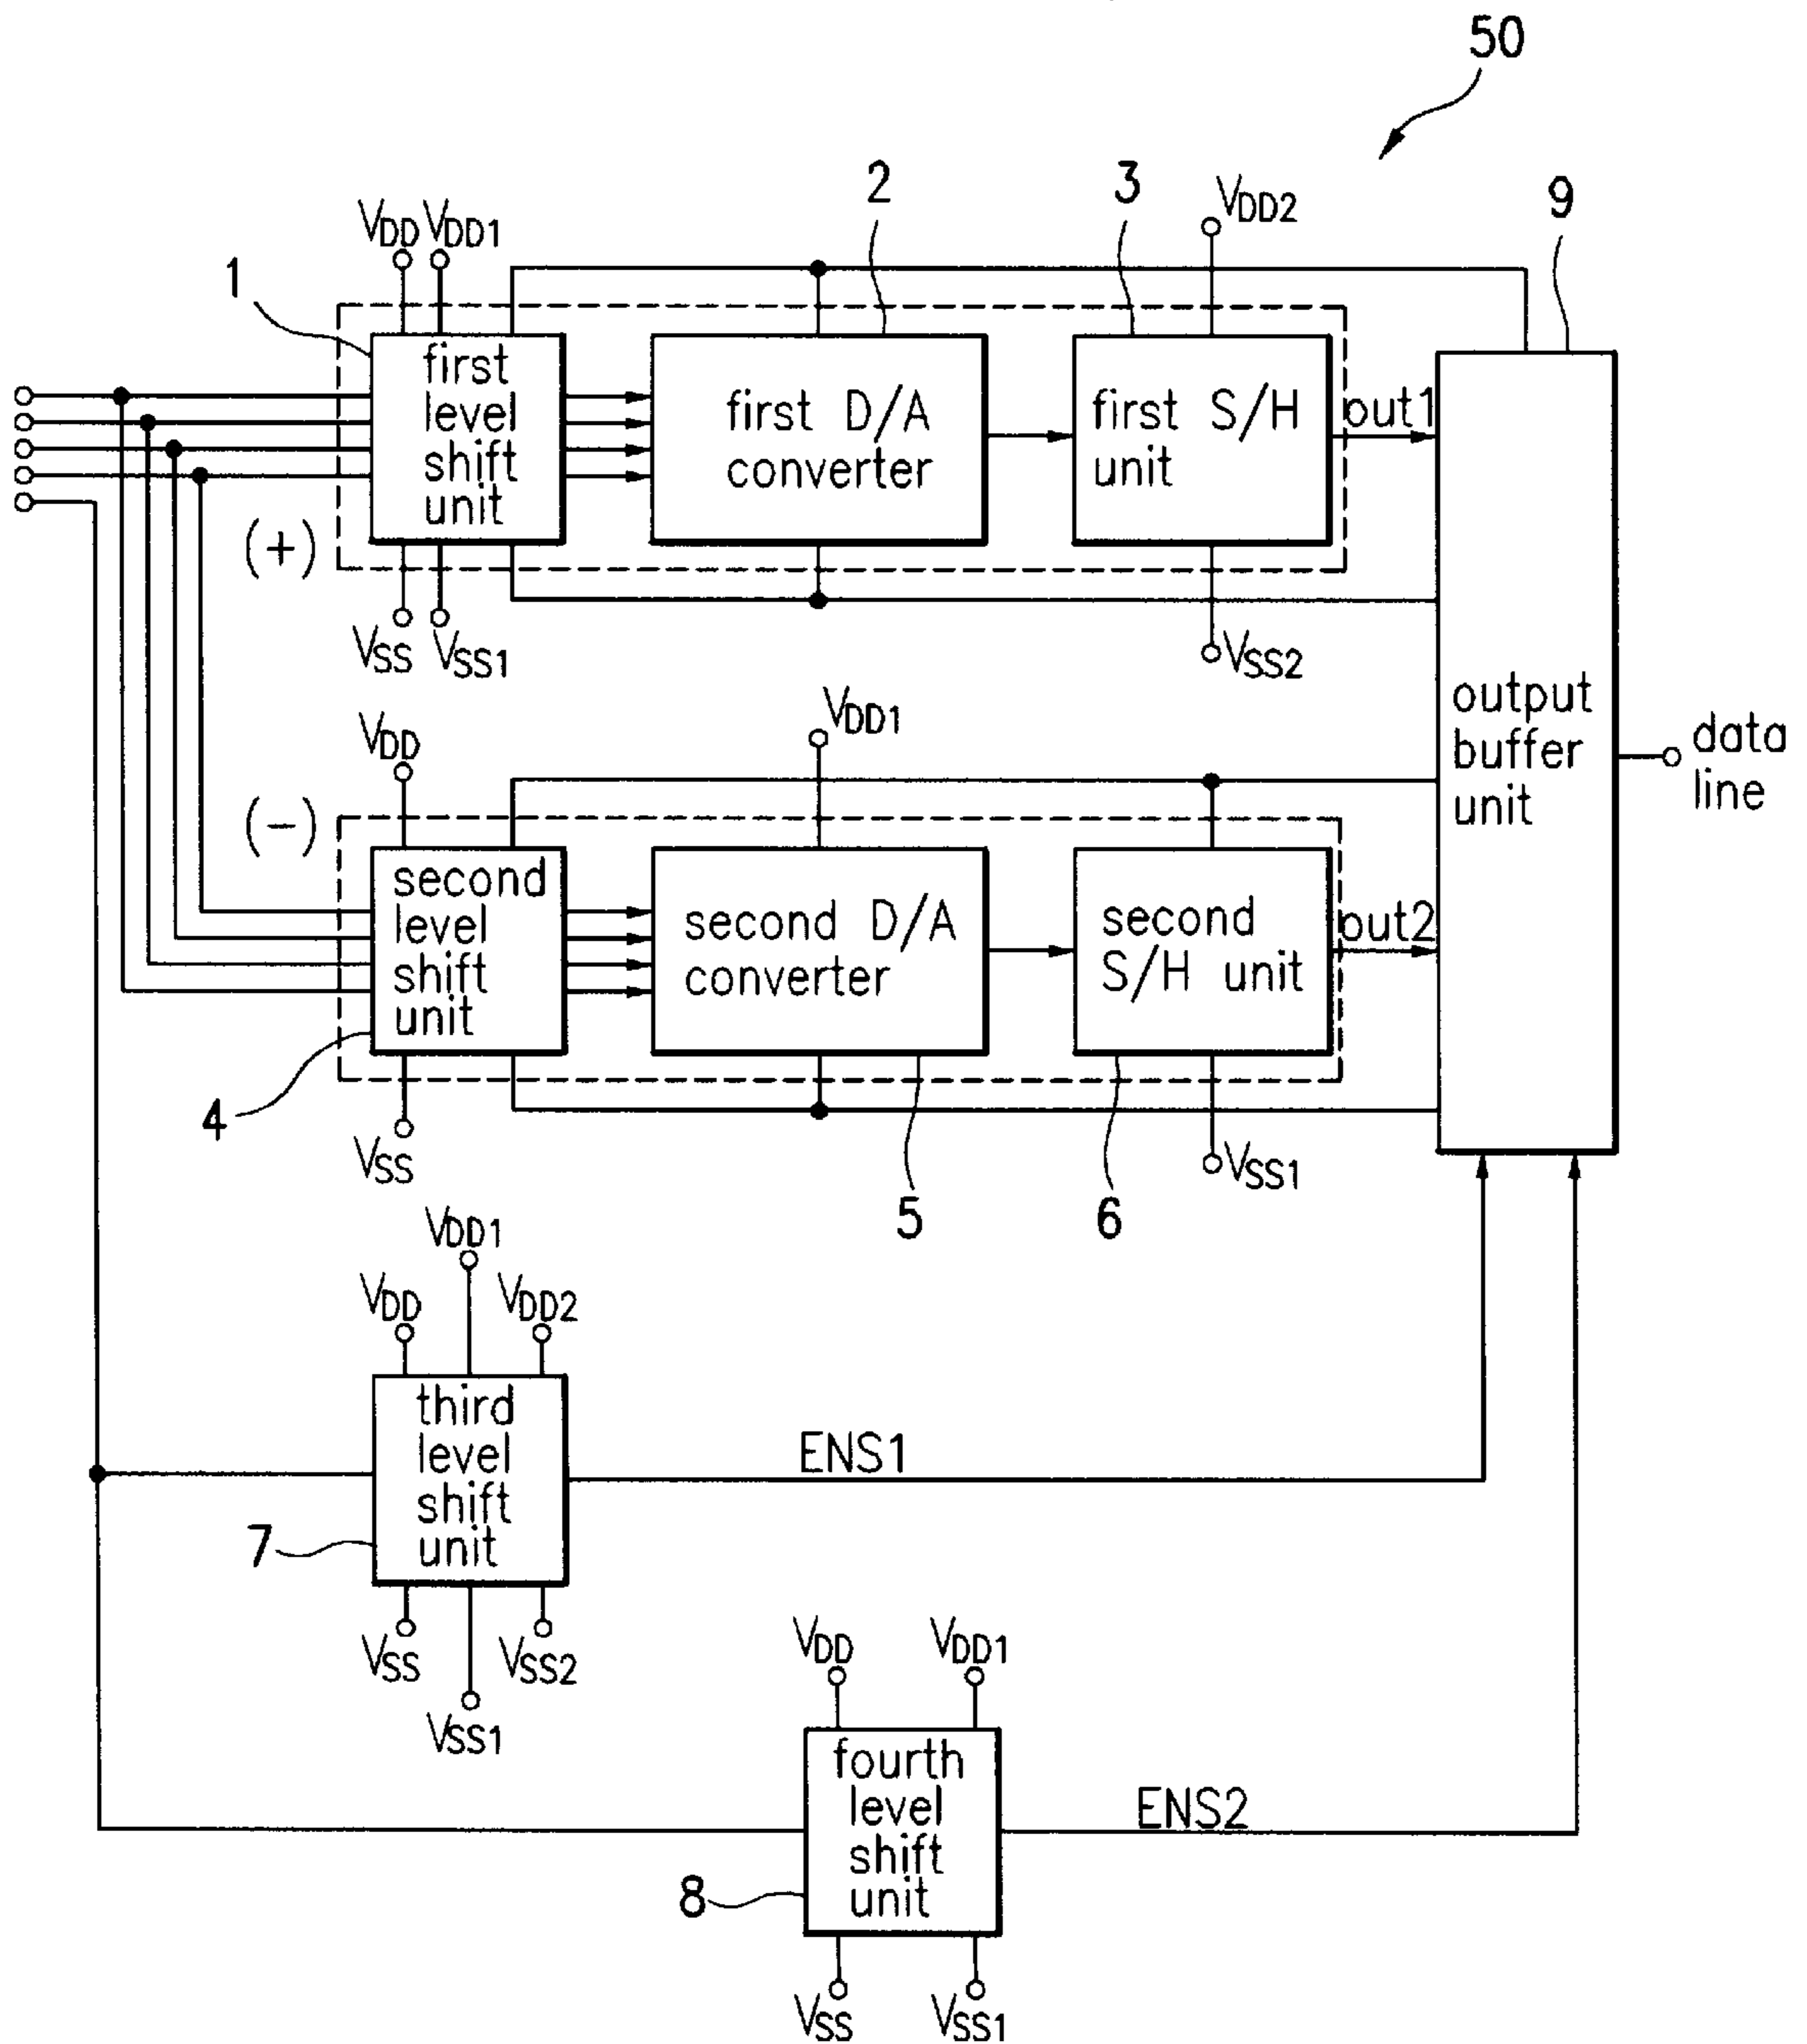 50
2
3
VDD2
9
VDD VDD1
1
first
level
shift
unit
first D/A
converter
first S/H
unit
out1
(+)
VSS
VSS1
VSS2
VDD
VDD1
output
buffer
unit
data
line
(-)
second
level
shift
unit
second D/A
converter
second
S/H unit
out2
4
VSS
5
6
VSS1
VDD1
VDD
VDD2
third
level
shift
unit
ENS1
7
VSS
VSS2
VSS1
VDD
VDD1
fourth
level
shift
unit
ENS2
8
VSS
VSS1